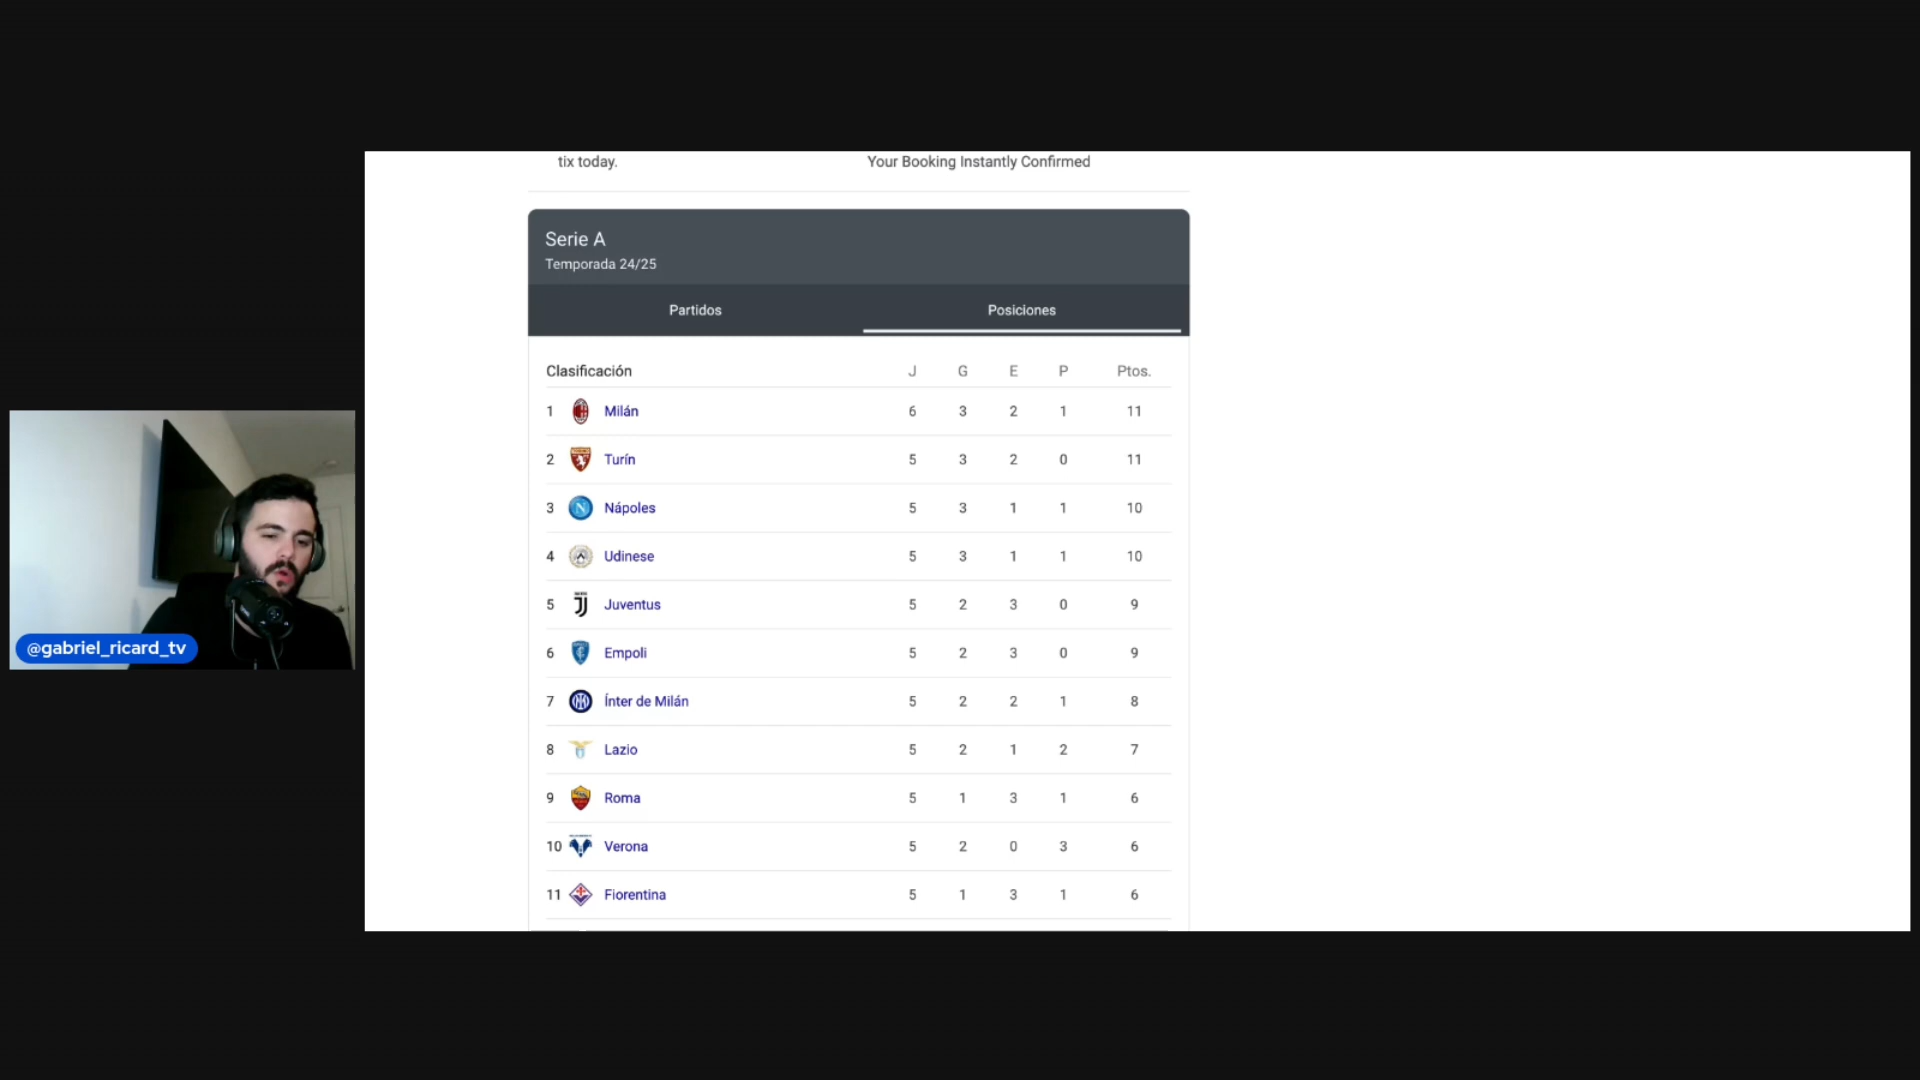 tix today.
Your Booking Instantly Confirmed
Serie A
Temporada 24/25
Partidos
Posiciones
Clasificación J G E P Ptos.
1 Milán 6 3 2 1 11
2 Turín 5 3 2 0 11
3 Nápoles 5 3 1 1 10
4 Udinese 5 3 1 1 10
5 Juventus 5 2 3 0 9
6 Empoli 5 2 3 0 9
7 Ínter de Milán 5 2 2 1 8
8 Lazio 5 2 1 2 7
9 Roma 5 1 3 1 6
10 Verona 5 2 0 3 6
11 Fiorentina 5 1 3 1 6
@gabriel_ricard_tv